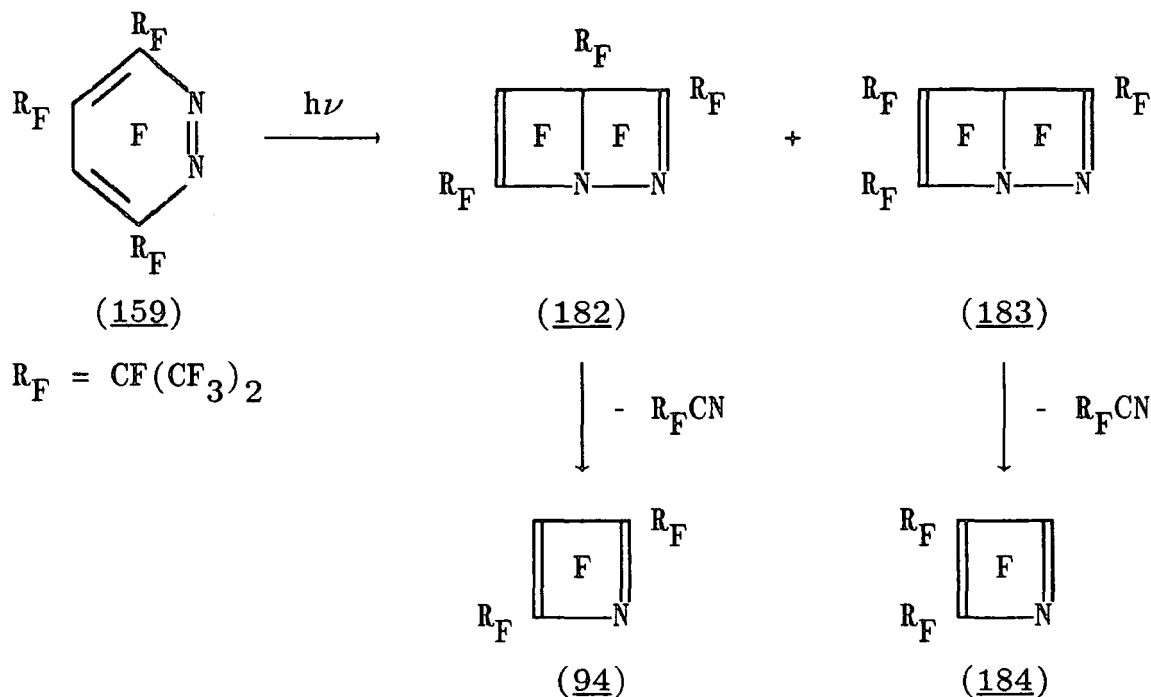 R_F R_F
R_F N hν R_F R_F R_F
F F F + F F
N R_F N N R_F N N
R_F
(159) (182) (183)
R_F = CF(CF_3)_2
- R_FCN - R_FCN
R_F R_F
F F
R_F N R_F N
(94) (184)